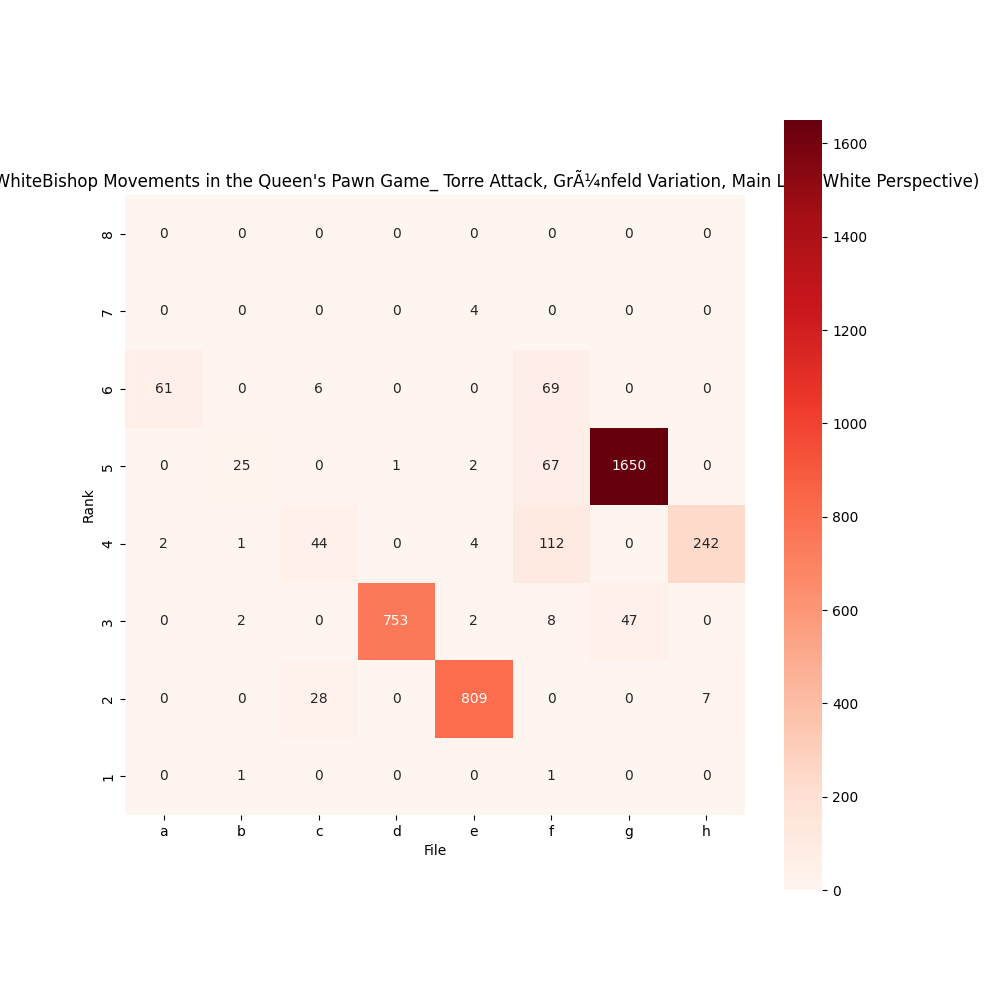 WhiteBishop Movements in the Queen's Pawn Game_ Torre Attack, GrÃ¼nfeld Variation, Main White Perspective)
Rank
8 0 0 0 0 0 0 0 0
7 0 0 0 0 4 0 0 0
6 61 0 6 0 0 69 0 0
5 0 25 0 1 2 67 1650 0
4 2 1 44 0 4 112 0 242
3 0 2 0 753 2 8 47 0
2 0 0 28 0 809 0 0 7
1 0 1 0 0 0 1 0 0
a b c d e f g h
File
1600
1400
1200
1000
800
600
400
200
0